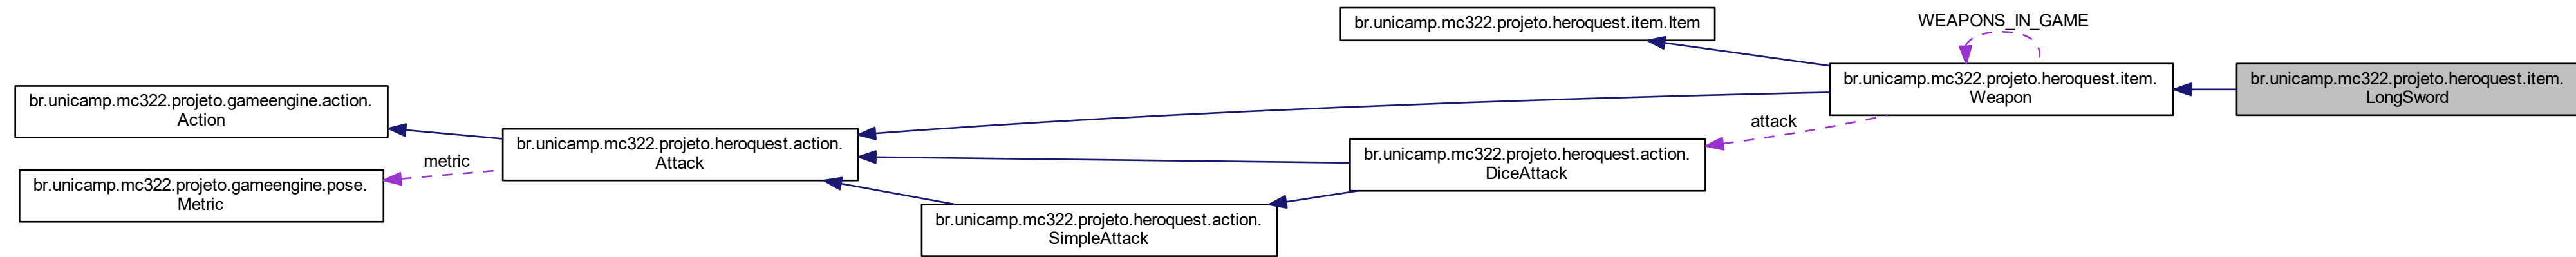 br.unicamp.mc322.projeto.gameengine.action.
Action
br.unicamp.mc322.projeto.gameengine.pose.
Metric
metric
br.unicamp.mc322.projeto.heroquest.action.
Attack
br.unicamp.mc322.projeto.heroquest.action.
SimpleAttack
br.unicamp.mc322.projeto.heroquest.item.Item
br.unicamp.mc322.projeto.heroquest.action.
DiceAttack
attack
WEAPONS_IN_GAME
br.unicamp.mc322.projeto.heroquest.item.
Weapon
br.unicamp.mc322.projeto.heroquest.item.
LongSword